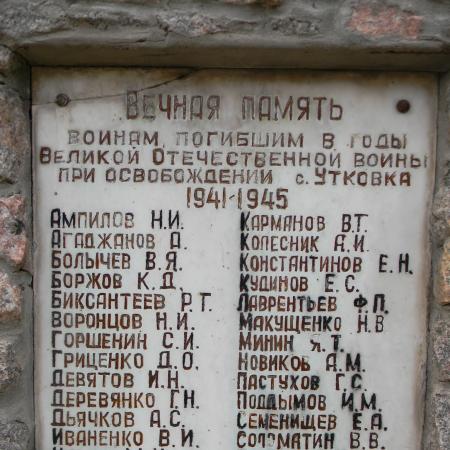 Вечная память
воинам, погибшим в годы
Великой Отечественной войны
при освобождении с. Утковка
1941-1945
Ампилов Н.И.
Агаджанов А.
Болычев В.Я.
Боржов К.Д.
Биксантеев Р.Т.
Воронцов Н.И.
Горшенин С.И.
Гриценко Д.О.
Девятов И.Н.
Деревянко Г.Н.
Дьячков А.С.
Иваненко В.И.
Карманов В.Т.
Колесник А.И.
Константинов Е.Н.
Кудинов Е.С.
Лаврентьев Ф.П.
Макущенко Н.В
Минин Я.Т.
Новиков А.М.
Пастухов Г.С.
Поддымов И.М.
Семенищев Е.А.
Соломатин В.В.